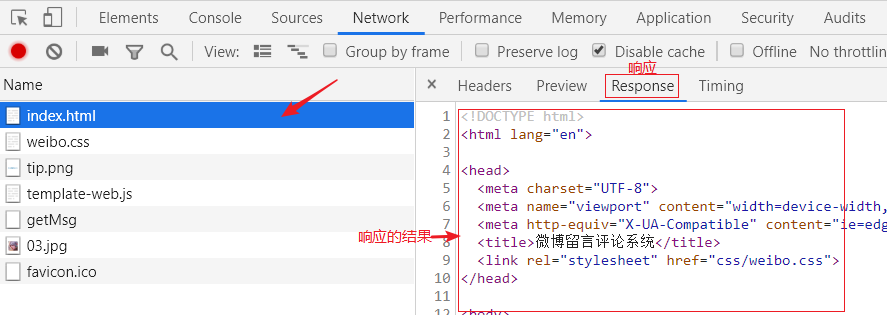 Elements Console Sources Network Performance Memory Application Security Audits
View: Group by frame Preserve log Disable cache Offline No throttlin
Name
index.html
weibo.css
tip.png
template-web.js
getMsg
03.jpg
favicon.ico
响应
× Headers Preview Response Timing
响应的结果
1 <!DOCTYPE html>
2 <html lang="en">
3
4 <head>
5 <meta charset="UTF-8">
6 <meta name="viewport" content="width=device-width,
7 <meta http-equiv="X-UA-Compatible" content="ie=edg
8 <title>微博留言评论系统</title>
9 <link rel="stylesheet" href="css/weibo.css">
10 </head>
11
12 <body>